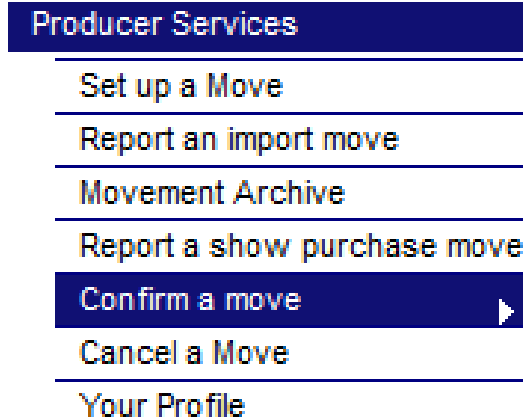 Producer Services
Set up a Move
Report an import move
Movement Archive
Report a show purchase move
Confirm a move
Cancel a Move
Your Profile